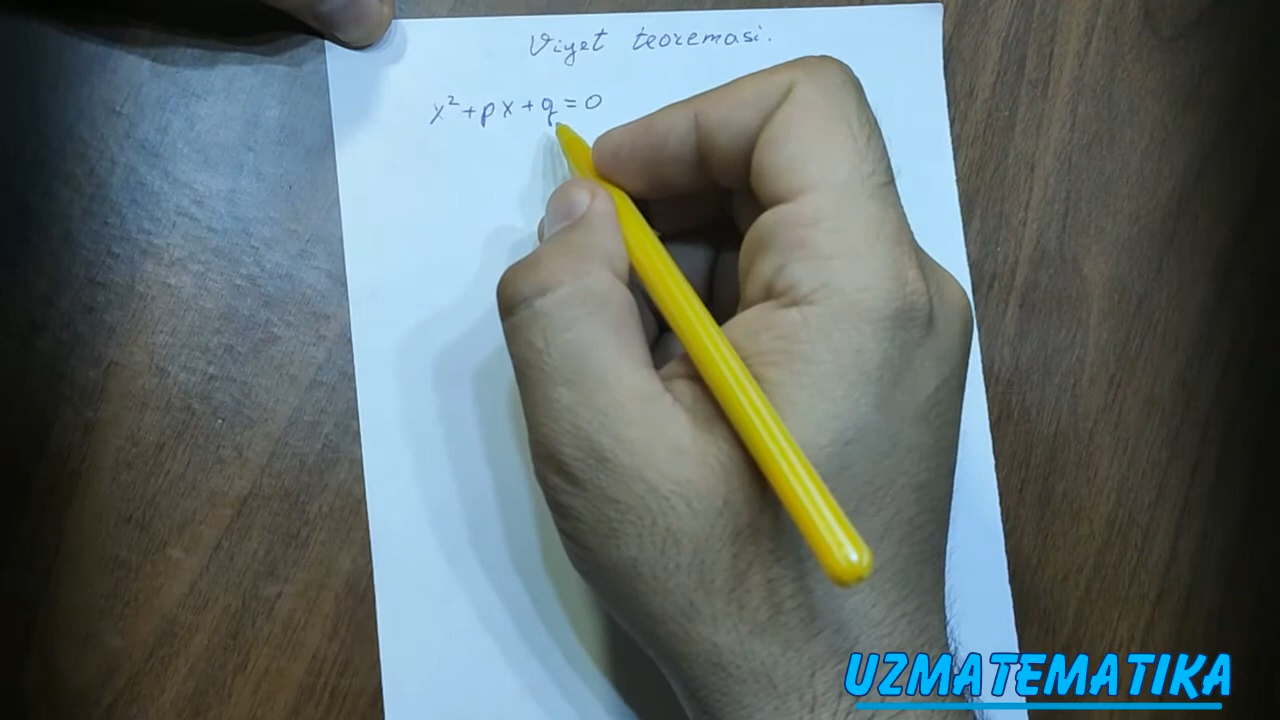 Viyet teoremasi.
x² + px + q = 0
UZMATEMATIKA